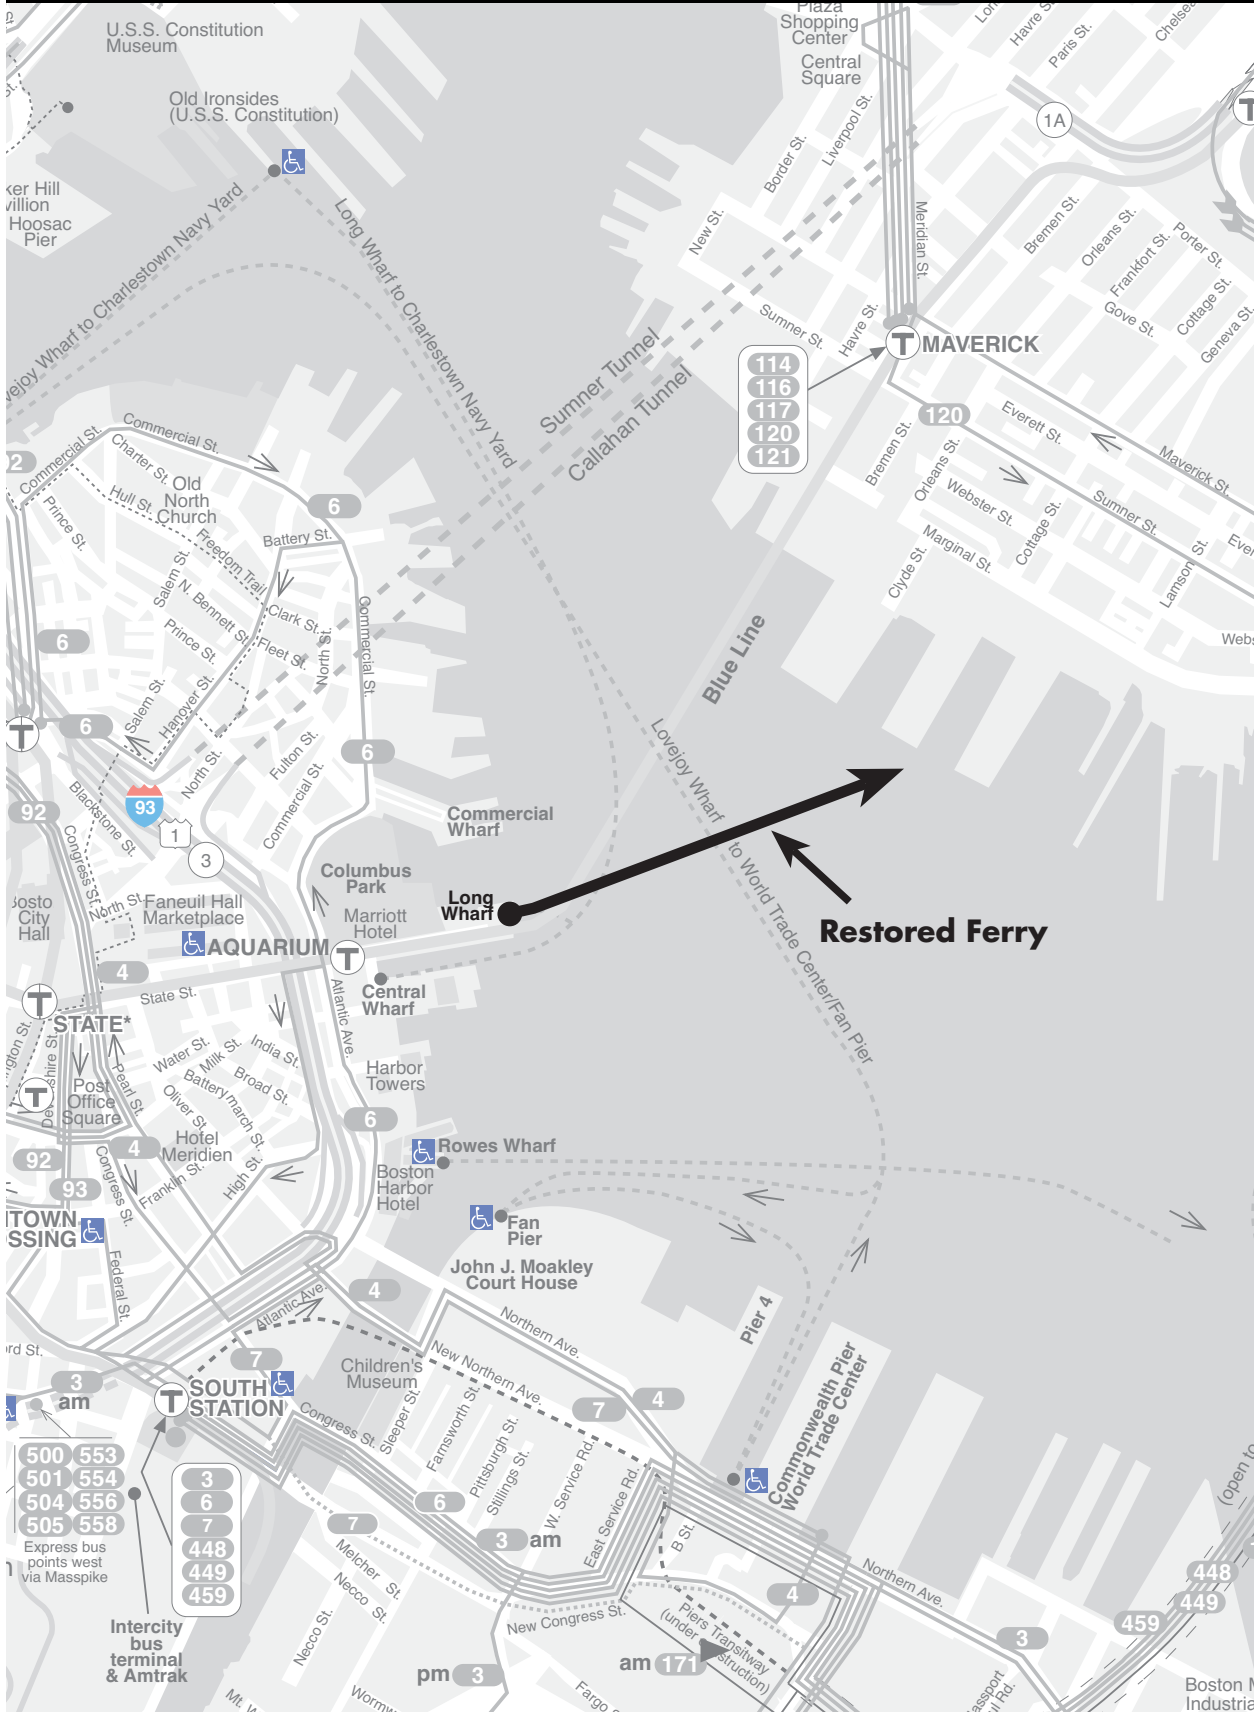 U.S.S. Constitution
Museum
Old Ironsides
(U.S.S. Constitution)
Plaza
Shopping
Center
Central
Square
Havre St.
Paris St.
1A
Liverpool St.
Border St.
New St.
Meridian St.
Bremen St.
Orleans St.
Frankfort St.
Porter St.
Cottage St.
Gove St.
Geneva St.
Hoosac
Pier
Long Wharf to Charlestown Navy Yard
Sumner St.
Havre St.
T MAVERICK
114
116
117
120
121
Sumner Tunnel
Callahan Tunnel
120
Everett St.
Maverick St.
Bremen St.
Orleans St.
Webster St.
Cottage St.
Sumner St.
Marginal St.
Clyde St.
Lamson St.
Commercial St.
Commercial St.
Charter St.
Hull St.
Old
North
Church
Prince St.
6
Battery St.
Freedom Trail
Salem St.
N. Bennett St.
Clark St.
Prince St.
Fleet St.
North St.
Commercial St.
6
Salem St.
Hanover St.
T
6
North St.
Fulton St.
Commercial St.
6
Blue Line
Lovejoy Wharf to World Trade Center/Fan Pier
93
1
3
92
Blackstone St.
Congress St.
Commercial
Wharf
Columbus
Park
Long
Wharf
Marriott
Hotel
Restored Ferry
City
Hall
North St.
Faneuil Hall
Marketplace
AQUARIUM T
4
State St.
Central
Wharf
Atlantic Ave.
T
STATE*
Water St.
Milk St.
India St.
Broad St.
Batterymarch St.
Oliver St.
Pearl St.
Harbor
Towers
T
Post
Office
Square
6
Hotel
Meridien
4
92
93
Congress St.
Franklin St.
High St.
Rowes Wharf
Boston
Harbor
Hotel
Fan
Pier
John J. Moakley
Court House
Federal St.
Atlantic Ave.
4
Northern Ave.
New Northern Ave.
Pier 4
Commonwealth Pier
World Trade Center
7
Children's
Museum
3
am
T SOUTH
STATION
Congress St.
Sleeper St.
Farnsworth St.
Pittsburgh St.
Stillings St.
W. Service Rd.
East Service Rd.
B St.
7
4
500 553
501 554
504 556
505 558
Express bus
points west
via Masspike
3
6
7
448
449
459
6
7
3 am
Melcher St.
Necco St.
Necco St.
New Congress St.
4
Northern Ave.
448
449
459
3
Intercity
bus
terminal
& Amtrak
pm 3
am 171
Piers Transitway
(under
(open to